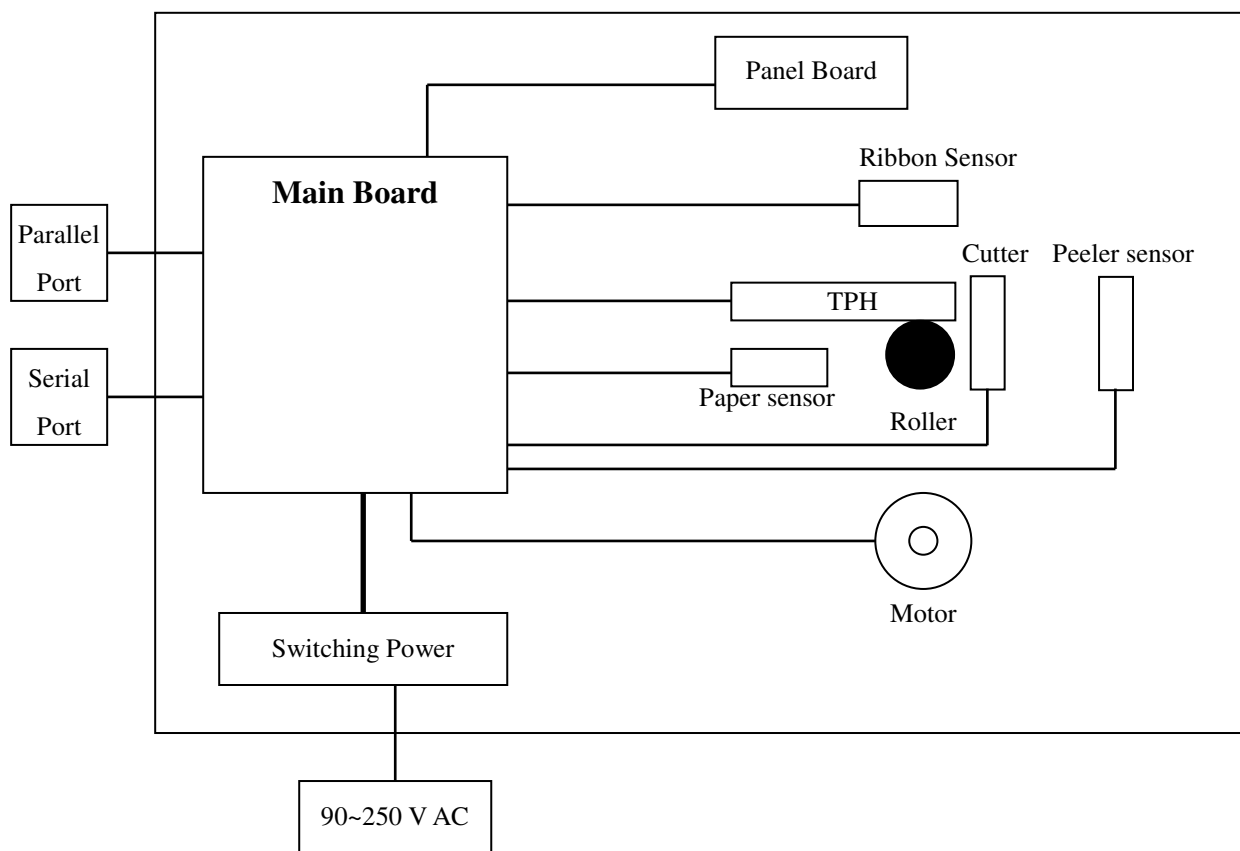 Panel Board
Ribbon Sensor
Main Board
Parallel
Port
Cutter
Peeler sensor
TPH
Serial
Port
Paper sensor
Roller
Motor
Switching Power
90~250 V AC